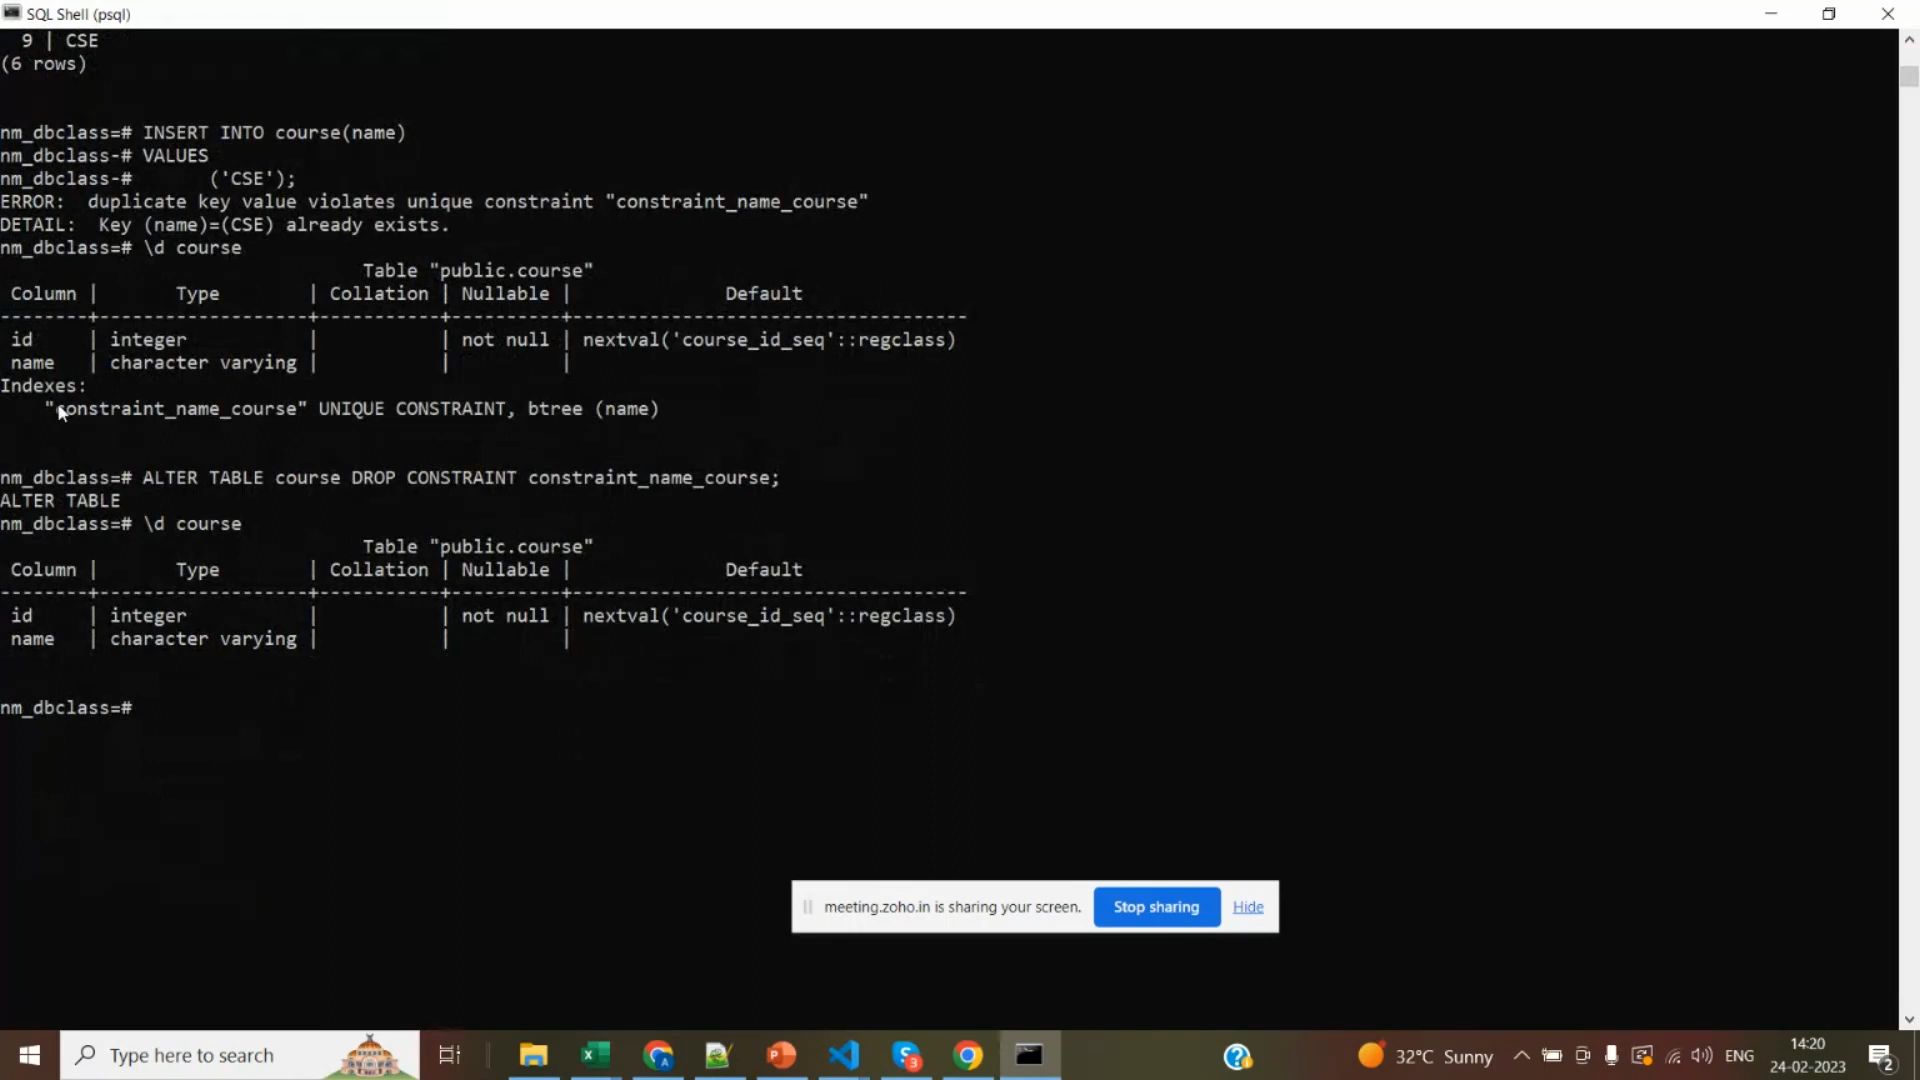 SQL Shell (psql)
9 | CSE
(6 rows)
nm_dbclass=# INSERT INTO course(name)
nm_dbclass-# VALUES
nm_dbclass-#       ('CSE');
ERROR:  duplicate key value violates unique constraint "constraint_name_course"
DETAIL:  Key (name)=(CSE) already exists.
nm_dbclass=# \d course
Table "public.course"
Column |       Type        | Collation | Nullable |              Default
--------+-------------------+-----------+----------+------------------------------------
id     | integer           |           | not null | nextval('course_id_seq'::regclass)
name   | character varying |           |          |
Indexes:
"constraint_name_course" UNIQUE CONSTRAINT, btree (name)
nm_dbclass=# ALTER TABLE course DROP CONSTRAINT constraint_name_course;
ALTER TABLE
nm_dbclass=# \d course
Table "public.course"
Column |       Type        | Collation | Nullable |              Default
--------+-------------------+-----------+----------+------------------------------------
id     | integer           |           | not null | nextval('course_id_seq'::regclass)
name   | character varying |           |          |
nm_dbclass=#
meeting.zoho.in is sharing your screen. Stop sharing Hide
Type here to search 32°C Sunny ENG 14:20
24-02-2023